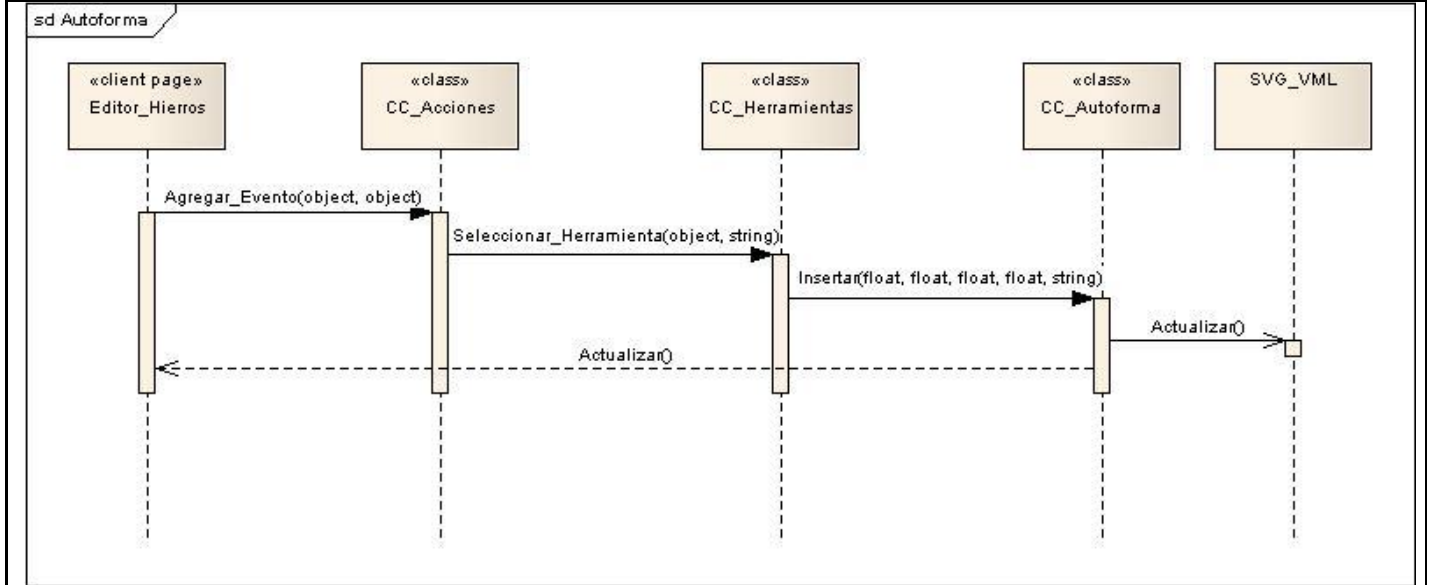 sd Autoforma
«client page»
Editor_Hierros
«class»
CC_Acciones
«class»
CC_Herramientas
«class»
CC_Autoforma
SVG_VML
Agregar_Evento(object, object)
Seleccionar_Herramienta(object, string)
Insertar(float, float, float, float, string)
Actualizar()
Actualizar()